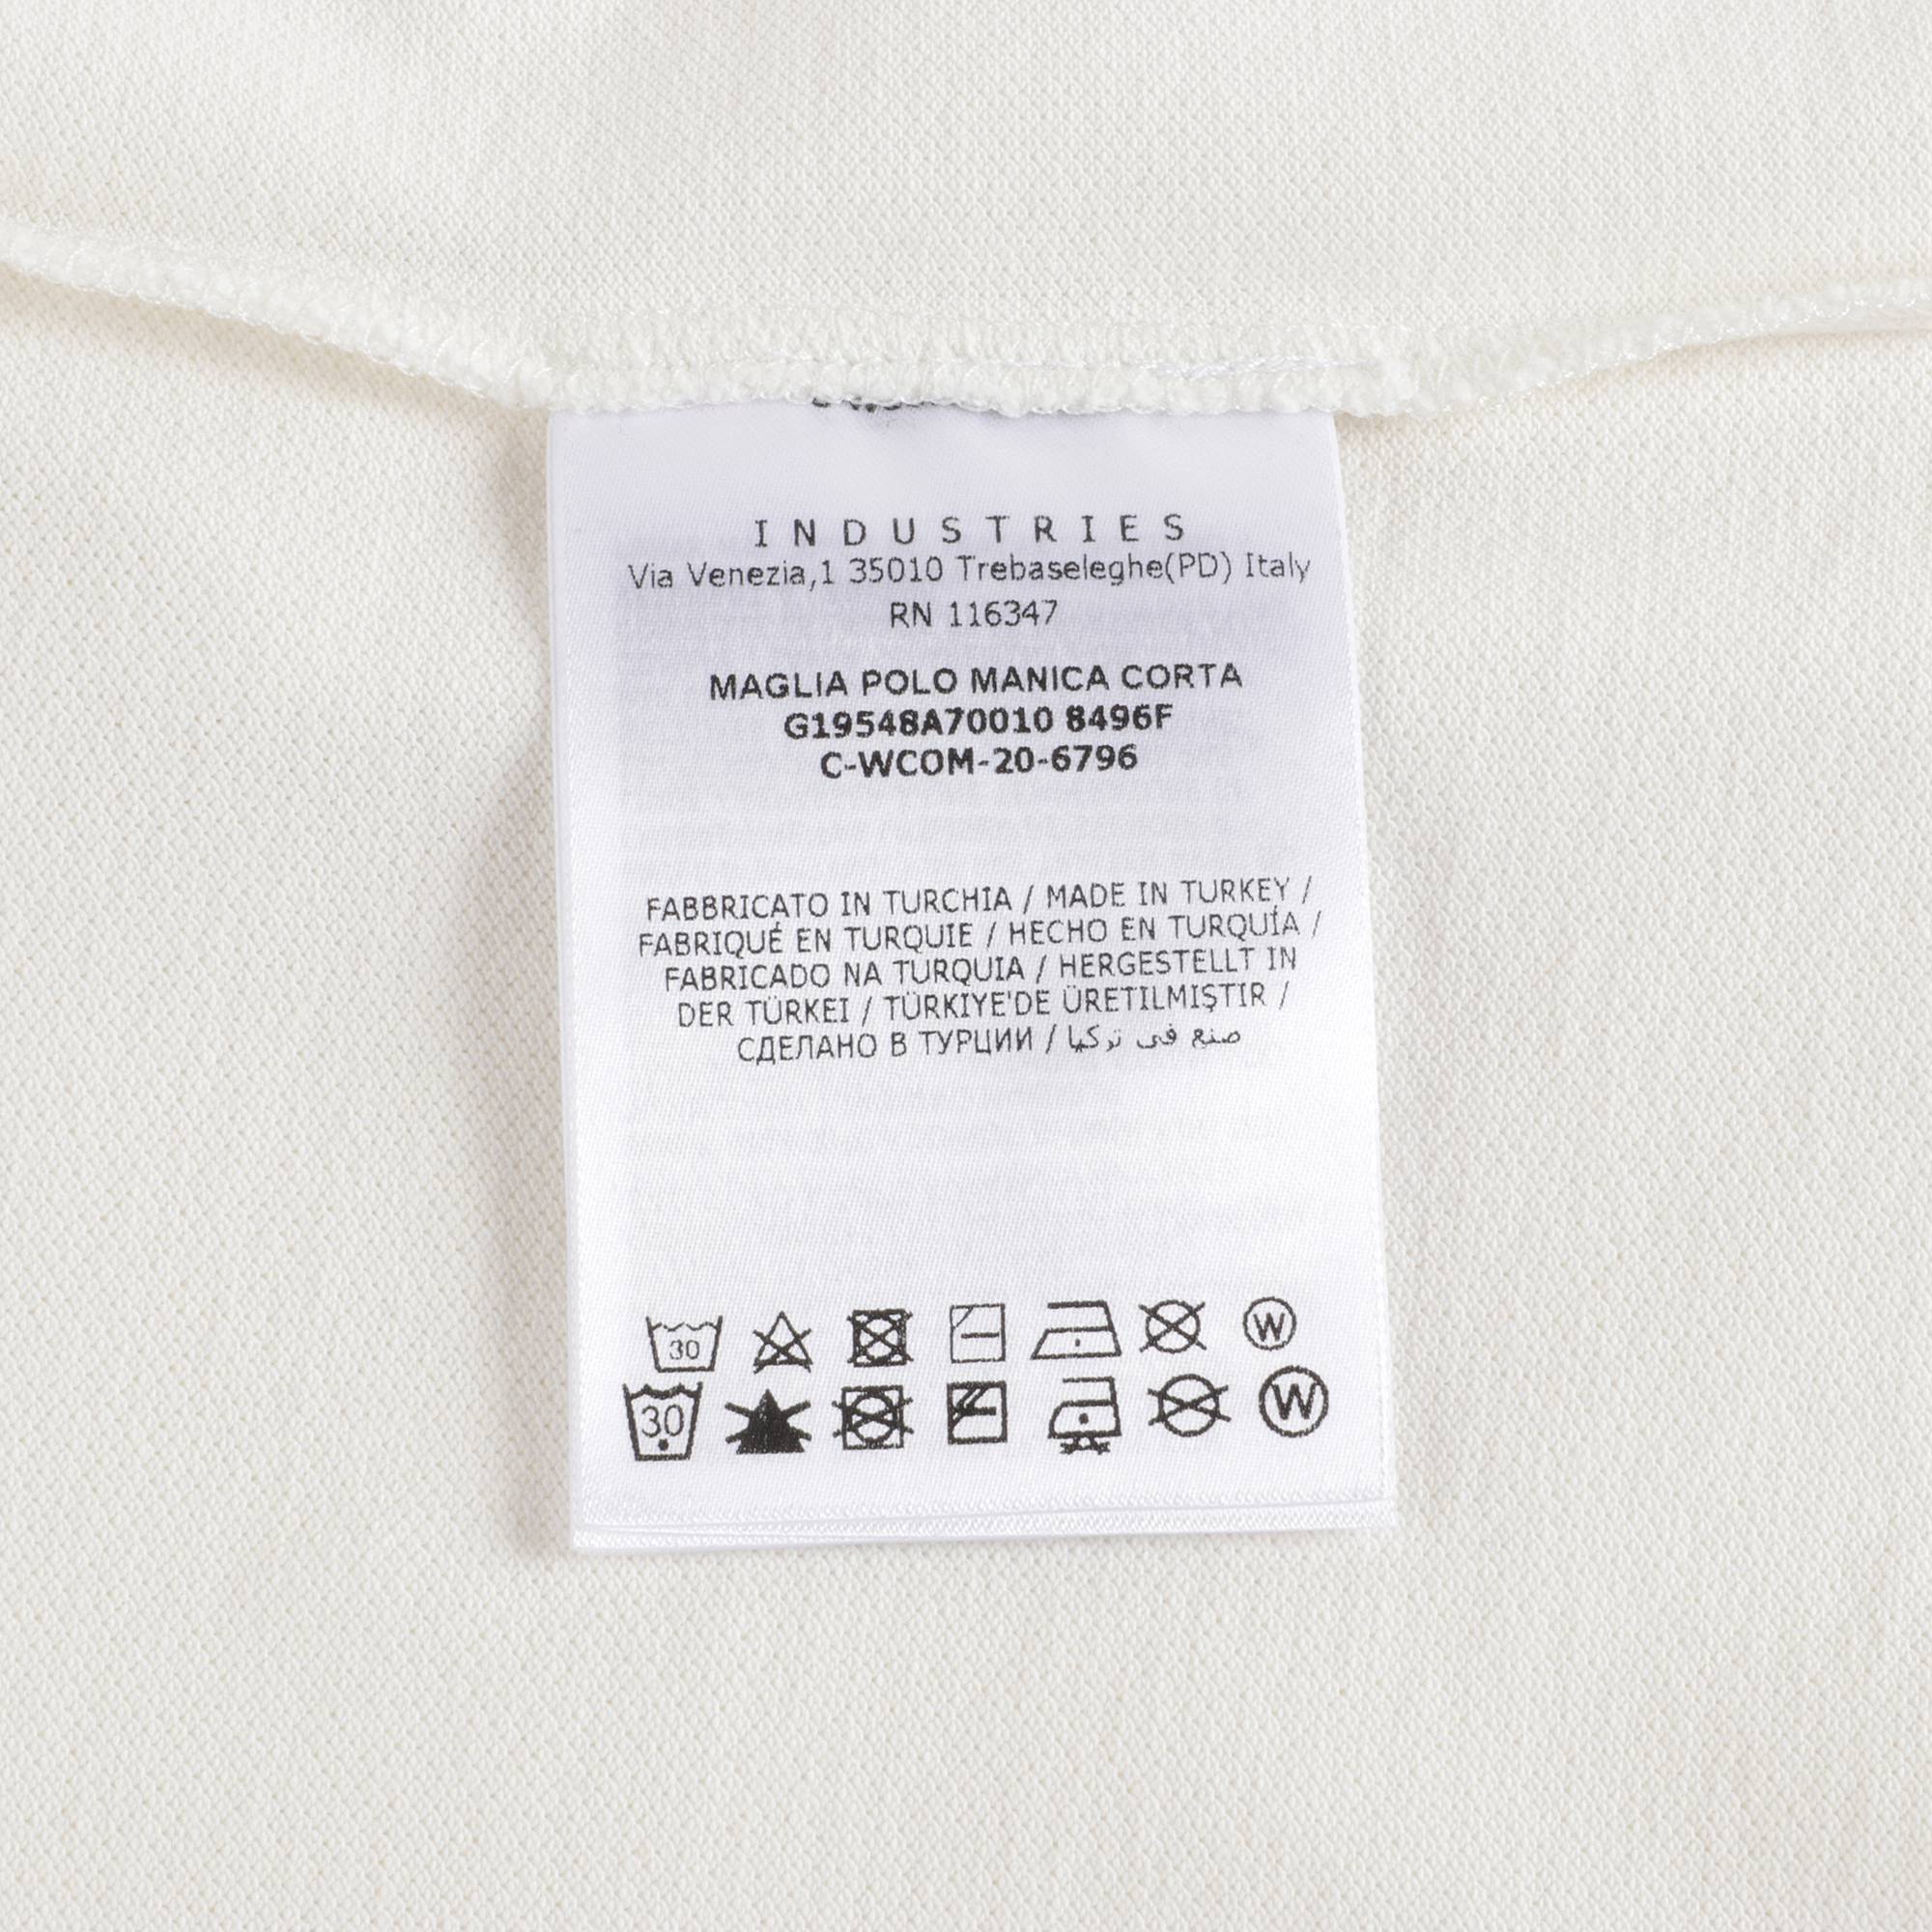 INDUSTRIES
Via Venezia,1 35010 Trebaseleghe(PD) Italy
RN 116347
MAGLIA POLO MANICA CORTA
G19548A70010 8496F
C-WCOM-20-6796
FABBRICATO IN TURCHIA / MADE IN TURKEY /
FABRIQUÉ EN TURQUIE / HECHO EN TURQUÍA /
FABRICADO NA TURQUIA / HERGESTELLT IN
DER TÜRKEI / TÜRKIYE'DE ÜRETILMIŞTIR /
СДЕЛАНО В ТУРЦИИ / صنع في تركيا
30 W
30 W